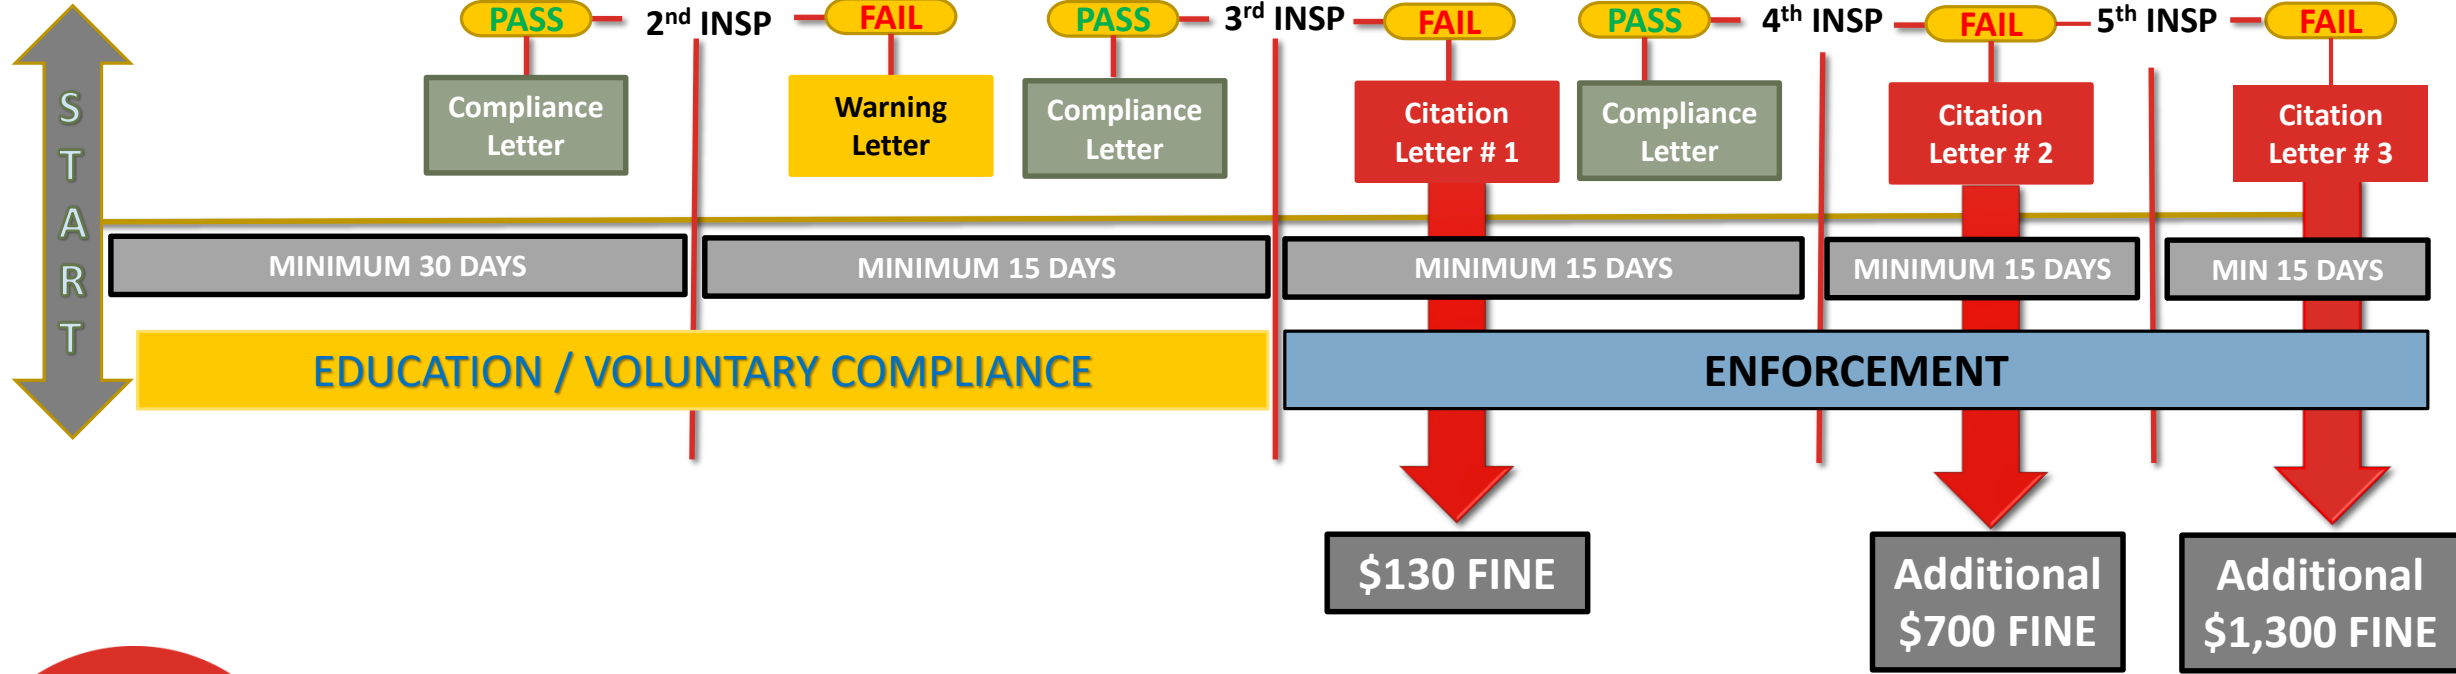 PASS 2nd INSP FAIL PASS 3rd INSP FAIL PASS 4th INSP FAIL 5th INSP FAIL
Compliance
Letter
Warning
Letter
Compliance
Letter
Citation
Letter # 1
Compliance
Letter
Citation
Letter # 2
Citation
Letter # 3
START
MINIMUM 30 DAYS
MINIMUM 15 DAYS
MINIMUM 15 DAYS
MINIMUM 15 DAYS
MIN 15 DAYS
EDUCATION / VOLUNTARY COMPLIANCE
ENFORCEMENT
$130 FINE
Additional
$700 FINE
Additional
$1,300 FINE